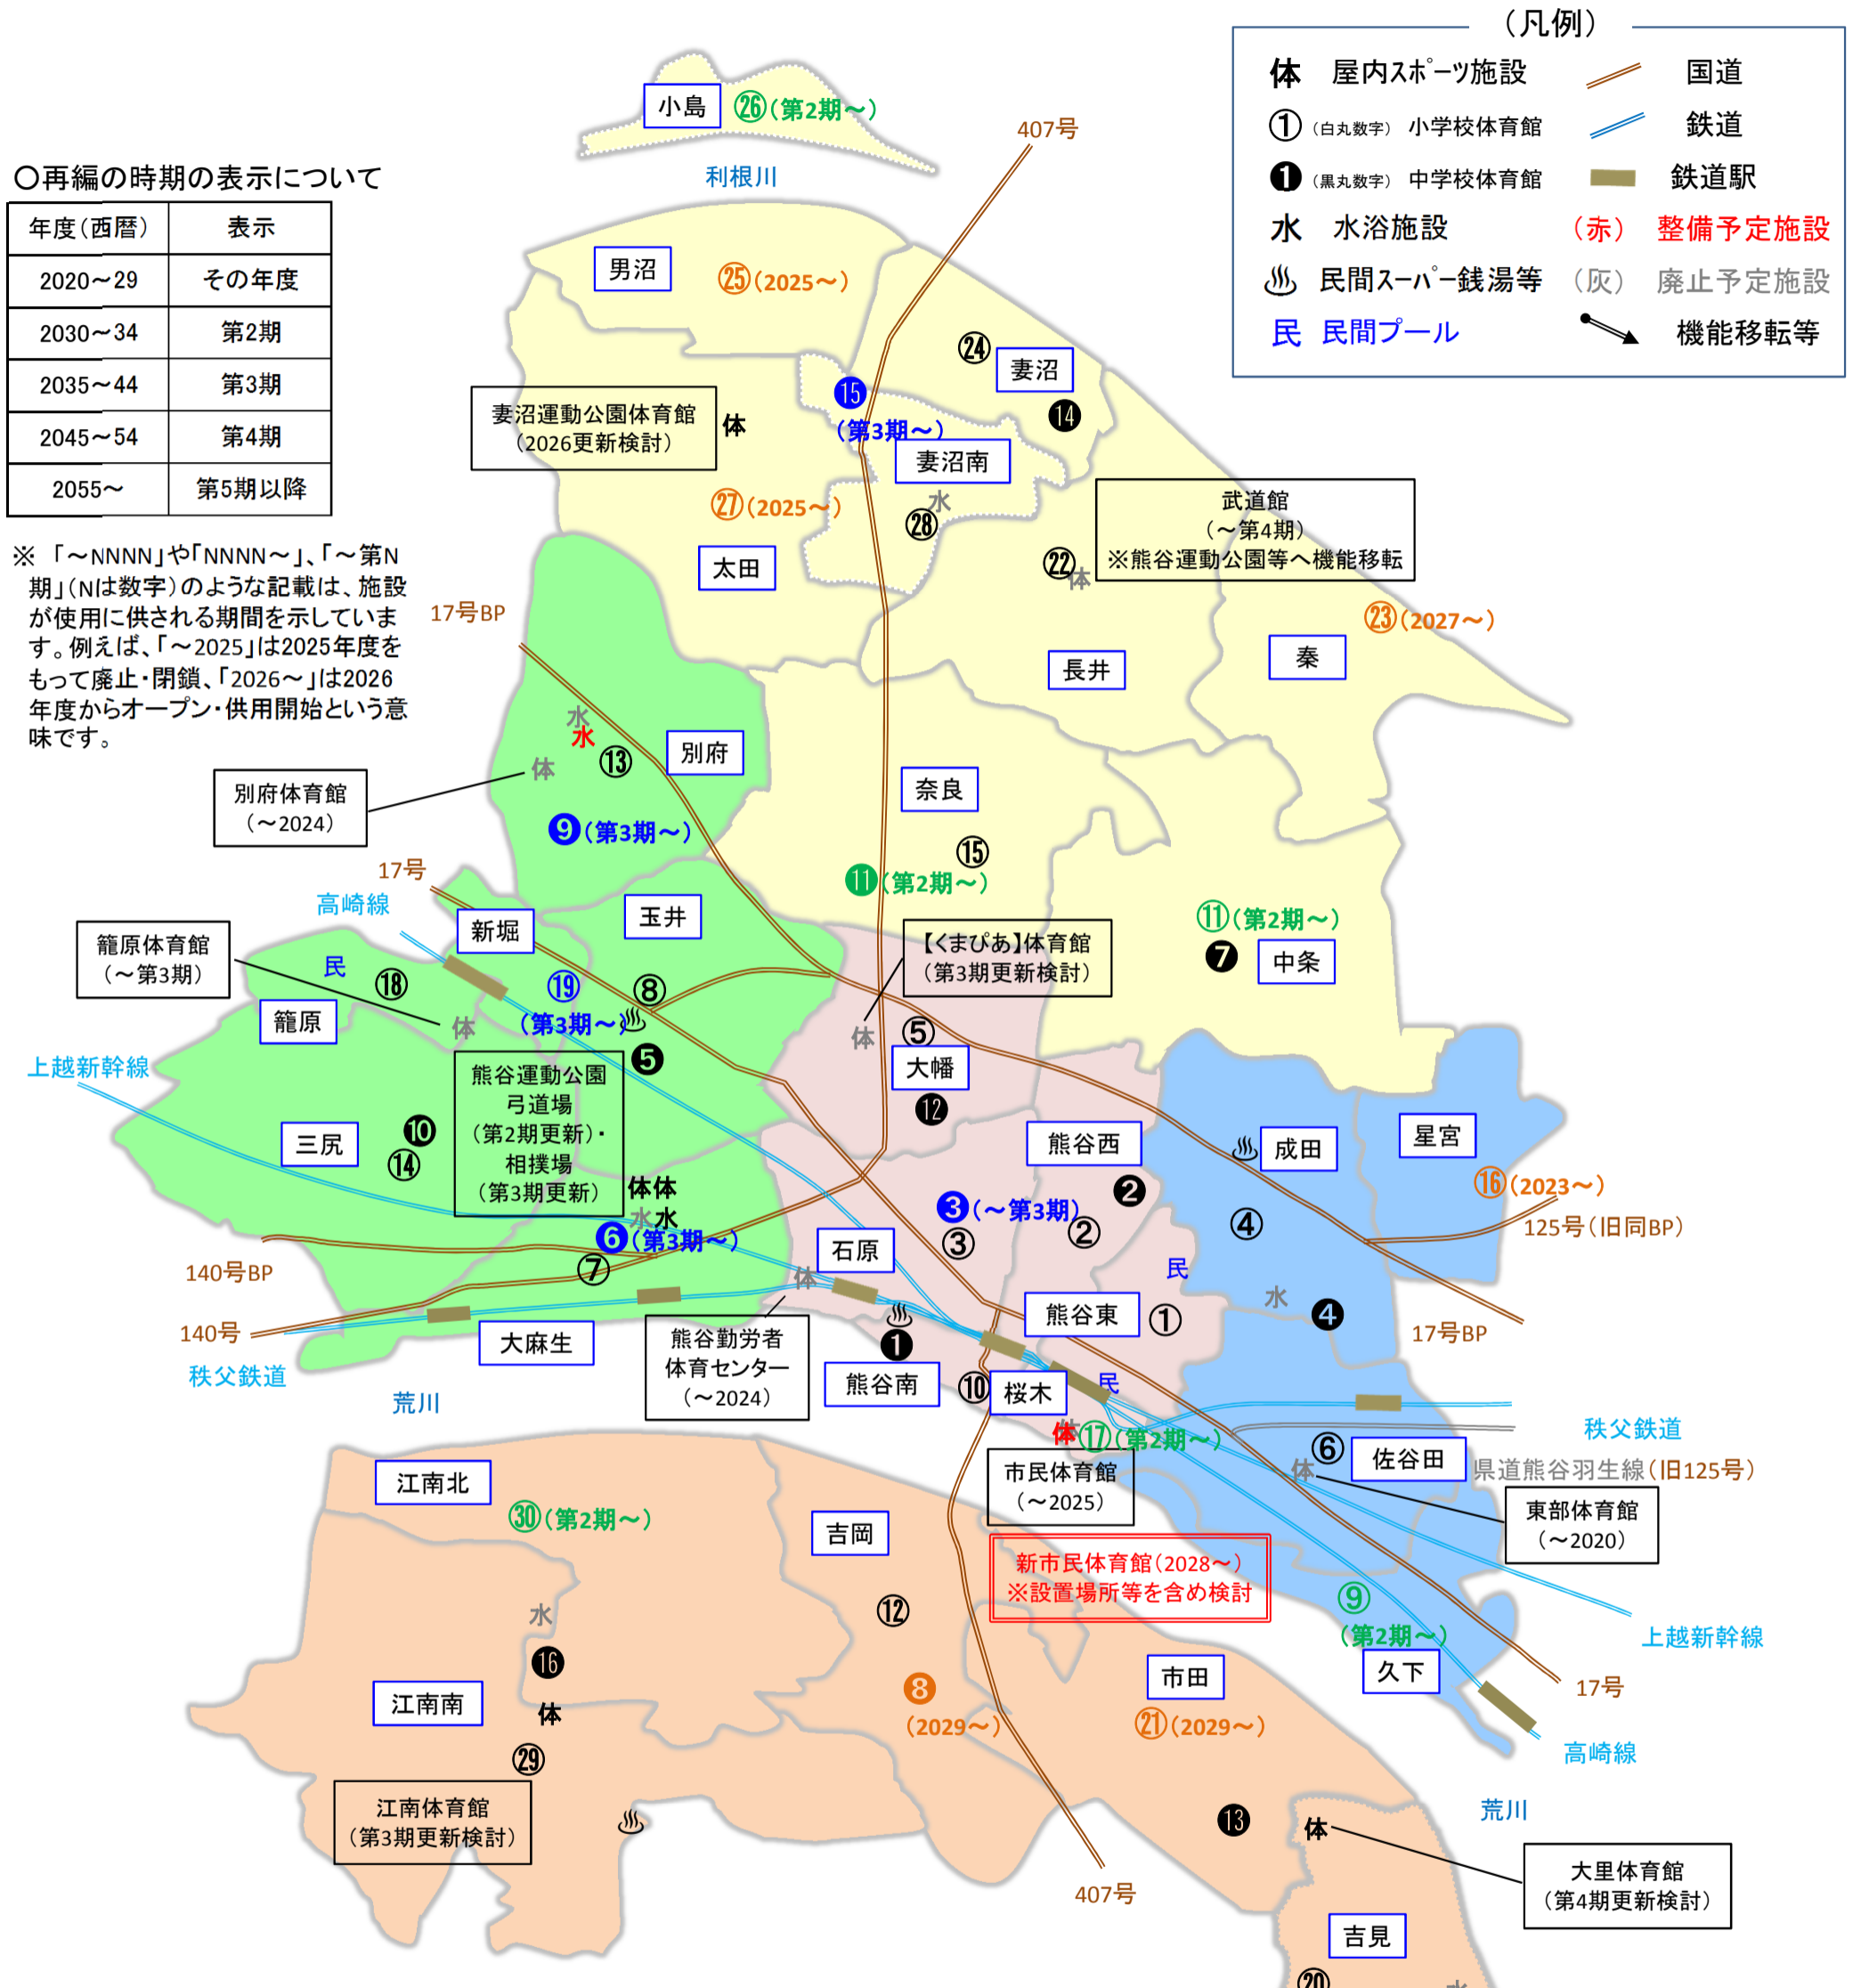 （凡例）
体 屋内スポーツ施設
国道
①（白丸数字） 小学校体育館
鉄道
❶（黒丸数字） 中学校体育館
鉄道駅
水 水浴施設
（赤） 整備予定施設
♨ 民間スーパー銭湯等
（灰） 廃止予定施設
民 民間プール
機能移転等
小島
㉖（第2期～）
407号
利根川
〇再編の時期の表示について
年度（西暦） 表示
2020～29 その年度
2030～34 第2期
2035～44 第3期
2045～54 第4期
2055～ 第5期以降
※ 「～NNNN」や「NNNN～」、「～第N
期」（Nは数字）のような記載は、施設
が使用に供される期間を示していま
す。例えば、「～2025」は2025年度を
もって廃止・閉鎖、「2026～」は2026
年度からオープン・供用開始という意
味です。
男沼
㉕（2025～）
㉔
妻沼
⓮
⓯
（第3期～）
妻沼運動公園体育館
（2026更新検討）
体
妻沼南
水
㉘
㉗（2025～）
太田
武道館
（～第4期）
※熊谷運動公園等へ機能移転
㉒
体
㉓（2027～）
秦
長井
17号BP
水
水
⑬
別府
体
別府体育館
（～2024）
❾（第3期～）
奈良
⑮
⓫（第2期～）
⑪（第2期～）
❼
中条
17号
高崎線
新堀
玉井
籠原体育館
（～第3期）
民
⑱
⑲
（第3期～）
⑧
♨
籠原
体
❺
【くまぴあ】体育館
（第3期更新検討）
体
⑤
大幡
⓬
上越新幹線
熊谷運動公園
弓道場
（第2期更新）・
相撲場
（第3期更新）
三尻
❿
⑭
体体
水水
❻（第3期～）
⑦
熊谷西
❷
❸（～第3期）
②
③
♨
成田
星宮
⑯（2023～）
125号（旧同BP）
④
石原
体
民
水
❹
140号BP
140号
秩父鉄道
大麻生
荒川
熊谷勤労者
体育センター
（～2024）
♨
❶
熊谷南
熊谷東
①
17号BP
⑩
桜木
民
体
体
⑰（第2期～）
市民体育館
（～2025）
秩父鉄道
⑥
佐谷田
体
県道熊谷羽生線（旧125号）
東部体育館
（～2020）
新市民体育館（2028～）
※設置場所等を含め検討
江南北
㉚（第2期～）
吉岡
⑫
⑨
（第2期～）
久下
上越新幹線
17号
高崎線
水
⓰
江南南
体
㉙
❽
（2029～）
市田
㉑（2029～）
江南体育館
（第3期更新検討）
♨
荒川
⓭
体
大里体育館
（第4期更新検討）
407号
吉見
⑳
水